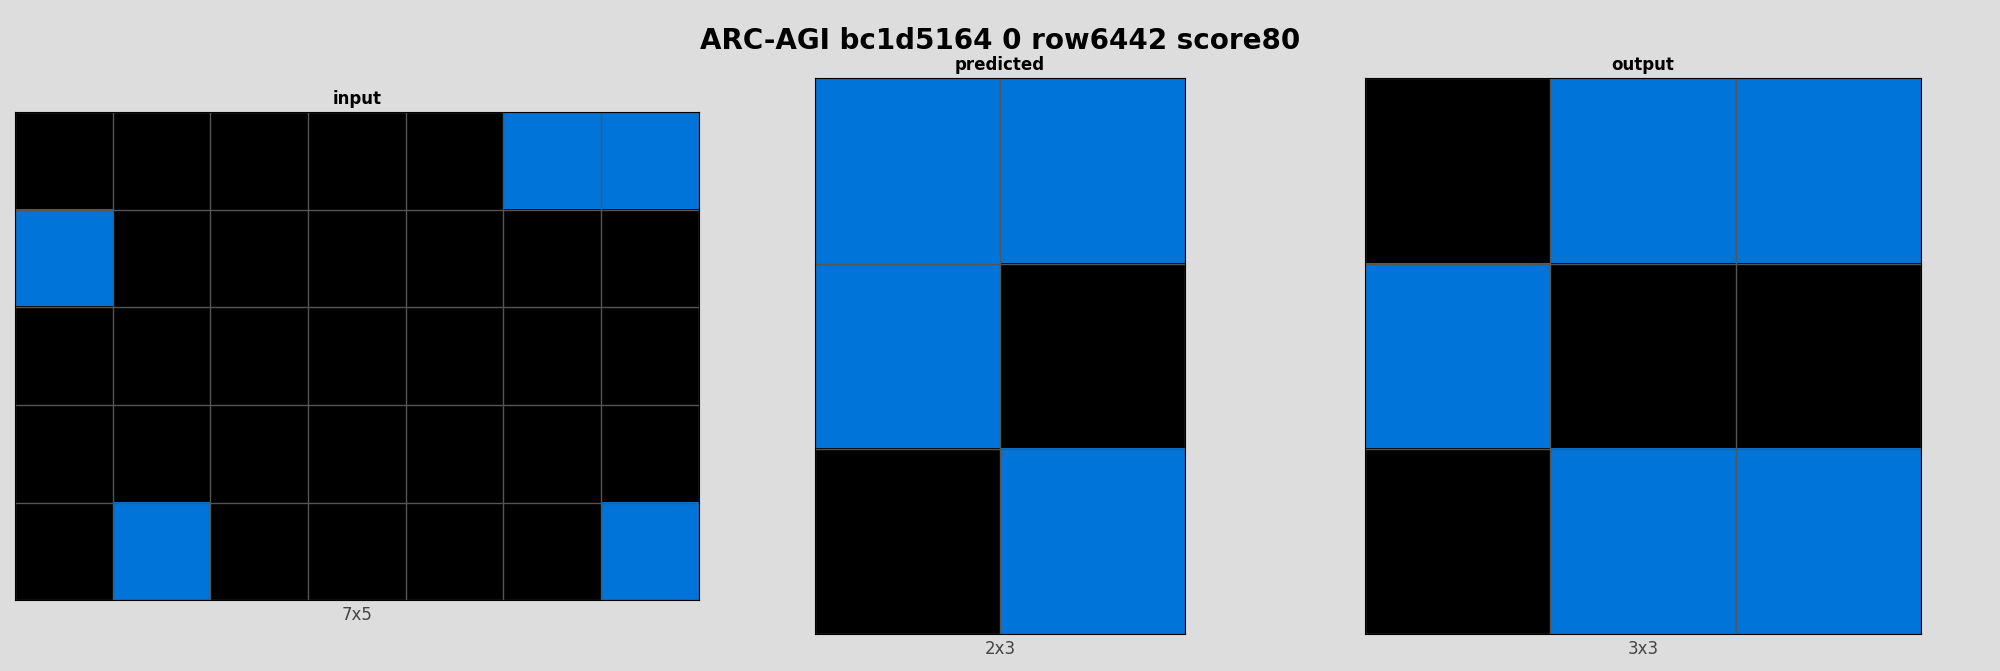 ARC-AGI bc1d5164 0 row6442 score80
input
predicted
output
7x5
2x3
3x3